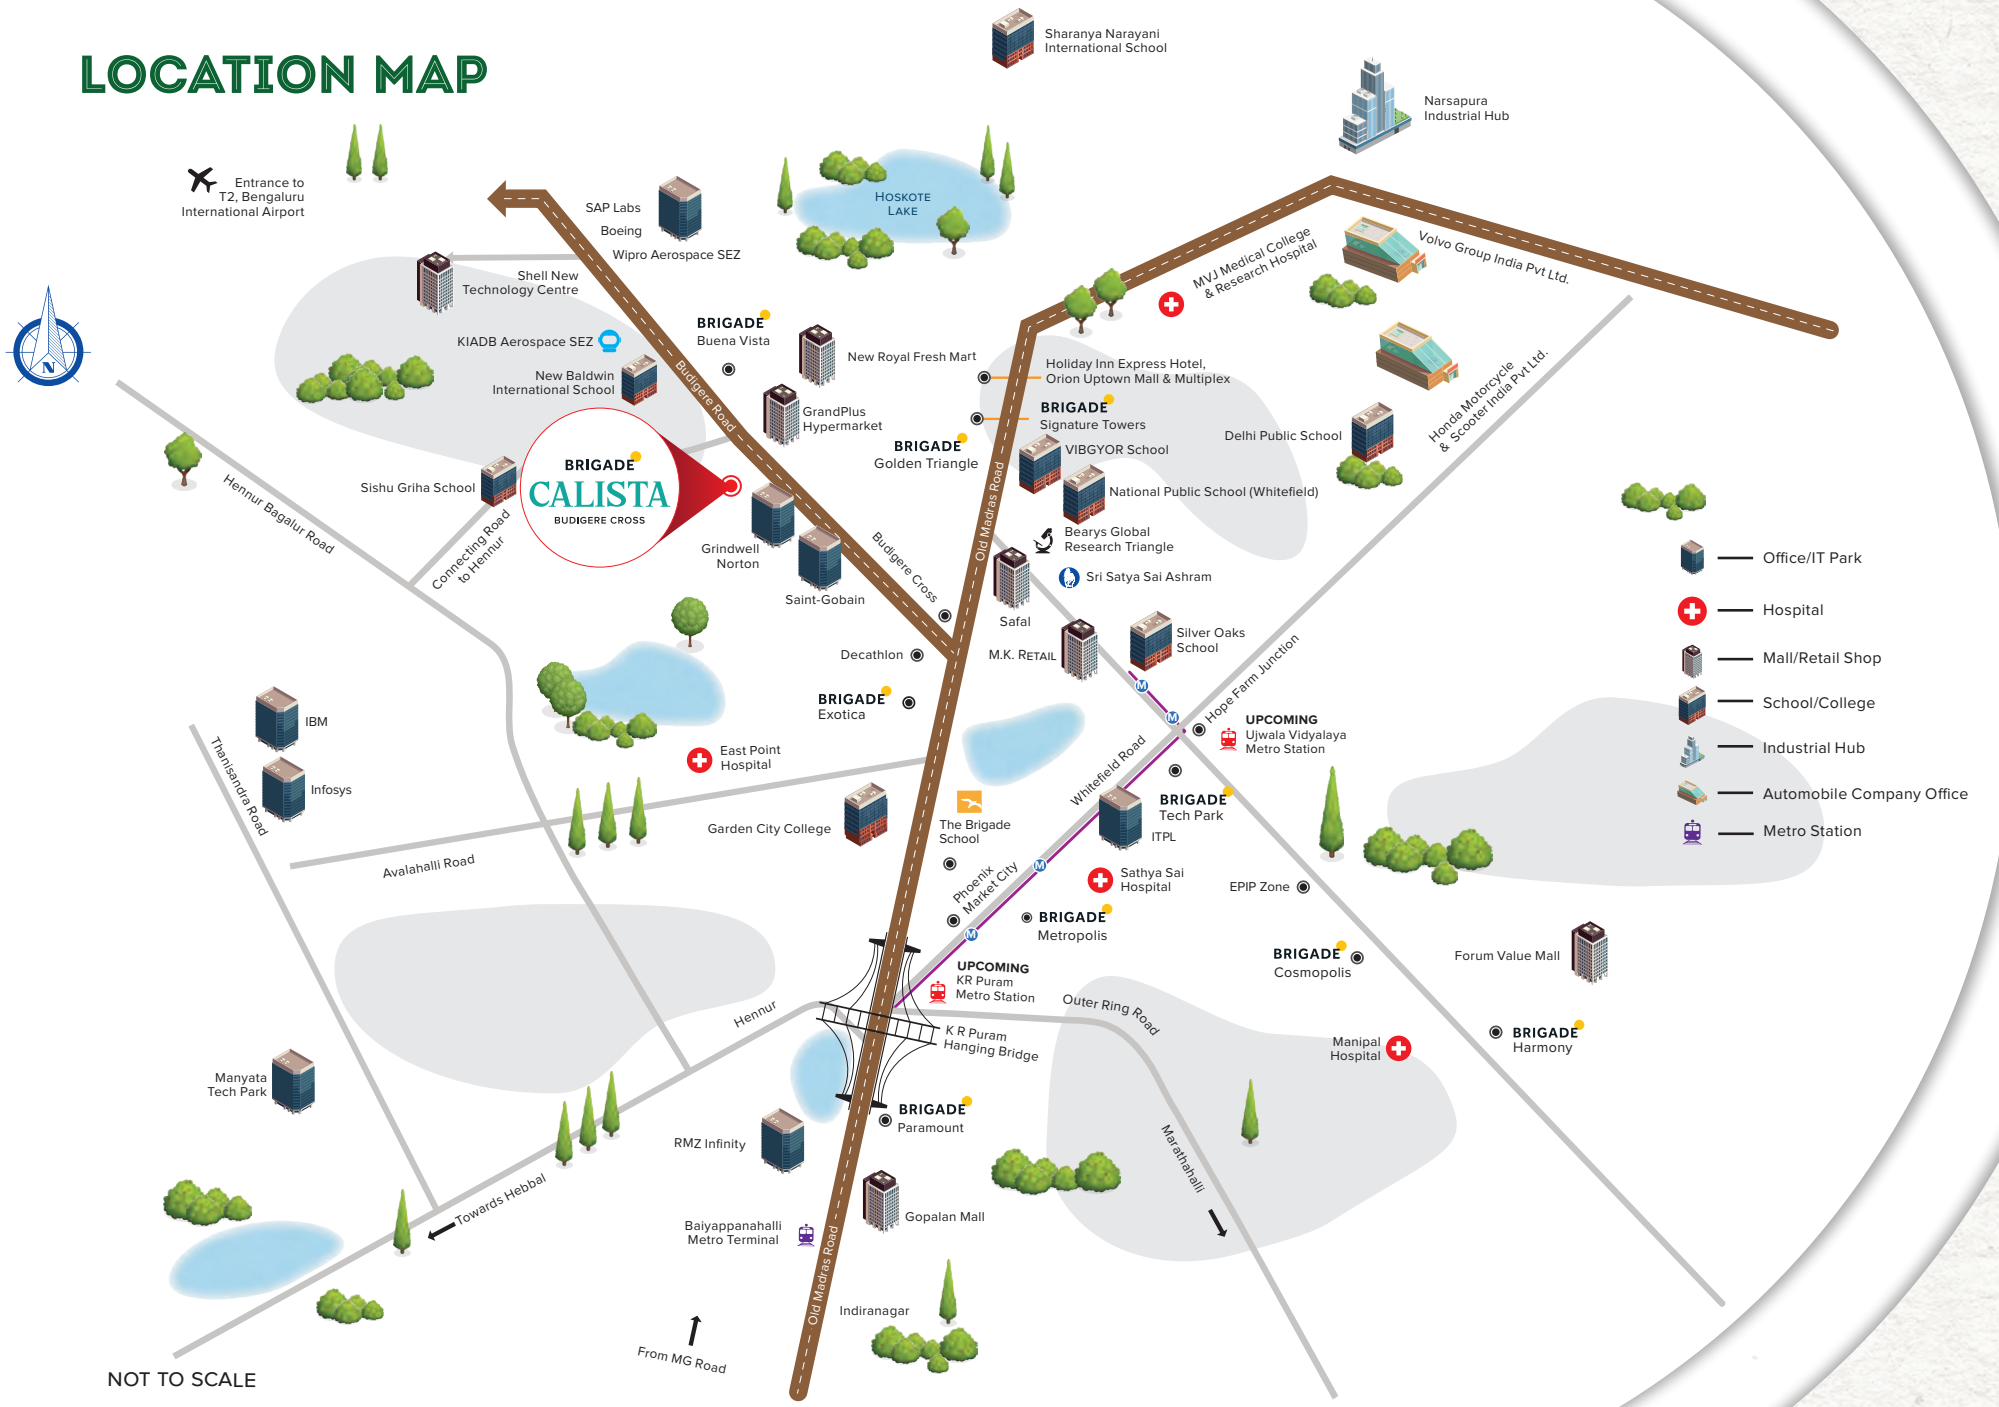 LOCATION MAP
Sharanya Narayani
International School
Narsapura
Industrial Hub
Entrance to
T2, Bengaluru
International Airport
SAP Labs
Boeing
Wipro Aerospace SEZ
HOSKOTE
LAKE
Shell New
Technology Centre
MVJ Medical College
& Research Hospital
Volvo Group India Pvt Ltd.
N
KIADB Aerospace SEZ
BRIGADE
Buena Vista
New Royal Fresh Mart
New Baldwin
International School
Budigere Road
Holiday Inn Express Hotel,
Orion Uptown Mall & Multiplex
BRIGADE
Signature Towers
Honda Motorcycle
& Scooter India Pvt Ltd.
GrandPlus
Hypermarket
BRIGADE
Golden Triangle
VIBGYOR School
Delhi Public School
BRIGADE
CALISTA
BUDIGERE CROSS
Sishu Griha School
Hennur Bagalur Road
Connecting Road
to Hennur
National Public School (Whitefield)
Old Madras Road
Grindwell
Norton
Saint-Gobain
Budigere Cross
Bearys Global
Research Triangle
Sri Satya Sai Ashram
Safal
M.K. RETAIL
Silver Oaks
School
Decathlon
BRIGADE
Exotica
M
M
Hope Farm Junction
UPCOMING
Ujwala Vidyalaya
Metro Station
Office/IT Park
Hospital
Mall/Retail Shop
School/College
Industrial Hub
Automobile Company Office
Metro Station
IBM
Infosys
Thanisandra Road
East Point
Hospital
Whitefield Road
BRIGADE
Tech Park
ITPL
Garden City College
The Brigade
School
Avalahalli Road
M
Phoenix
Market City
Sathya Sai
Hospital
EPIP Zone
BRIGADE
Metropolis
M
BRIGADE
Cosmopolis
Forum Value Mall
UPCOMING
KR Puram
Metro Station
Outer Ring Road
Hennur
K R Puram
Hanging Bridge
Manipal
Hospital
BRIGADE
Harmony
Manyata
Tech Park
BRIGADE
Paramount
RMZ Infinity
Marathahalli
Towards Hebbal
Gopalan Mall
Baiyappanahalli
Metro Terminal
Old Madras Road
Indiranagar
From MG Road
NOT TO SCALE